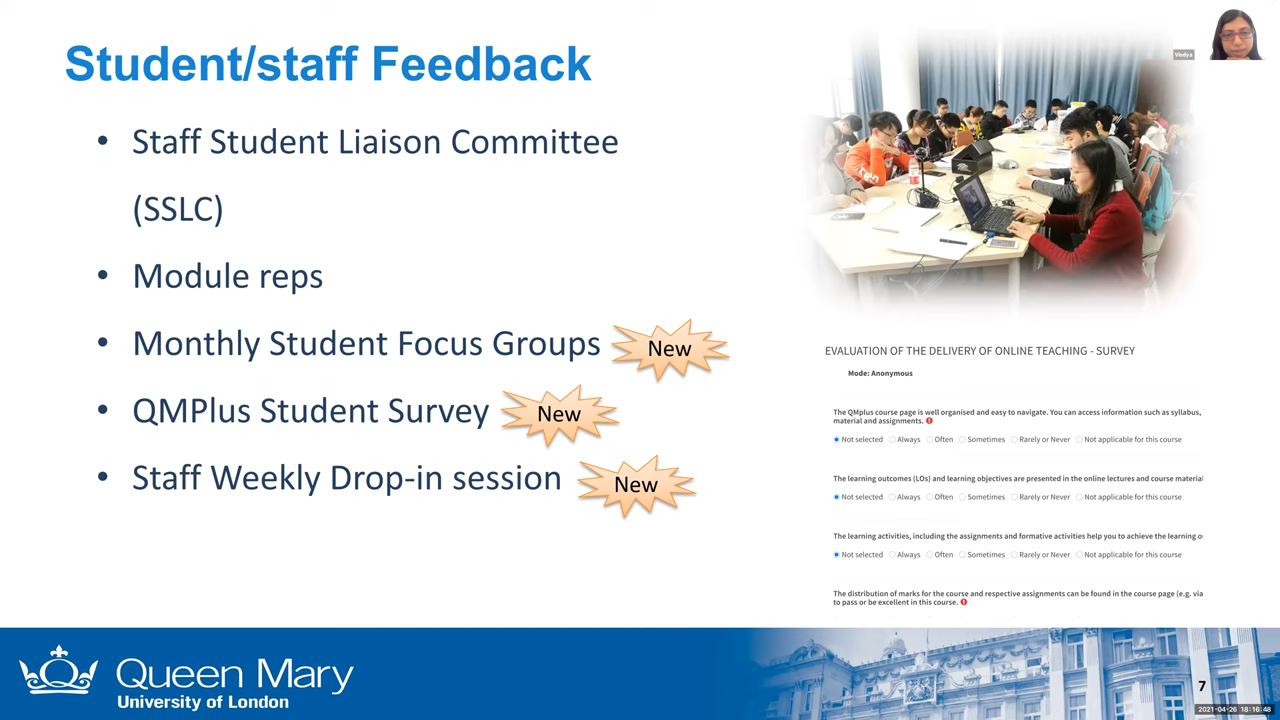 Student/staff Feedback
• Staff Student Liaison Committee
(SSLC)
• Module reps
• Monthly Student Focus Groups
New
• QMPlus Student Survey
New
• Staff Weekly Drop-in session
New
Vindya
EVALUATION OF THE DELIVERY OF ONLINE TEACHING - SURVEY
Mode: Anonymous
The QMplus course page is well organised and easy to navigate. You can access information such as syllabus,
material and assignments.
Not selected Always Often Sometimes Rarely or Never Not applicable for this course
The learning outcomes (LOs) and learning objectives are presented in the online lectures and course material
Not selected Always Often Sometimes Rarely or Never Not applicable for this course
The learning activities, including the assignments and formative activities help you to achieve the learning o
Not selected Always Often Sometimes Rarely or Never Not applicable for this course
The distribution of marks for the course and respective assignments can be found in the course page (e.g. via
to pass or be excellent in this course.
Queen Mary
University of London
7
2021-04-26 18:16:48